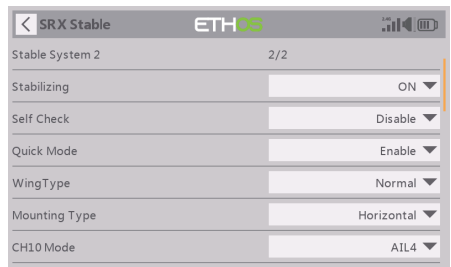 SRX Stable ETHOS
Stable System 2 2/2
Stabilizing ON
Self Check Disable
Quick Mode Enable
WingType Normal
Mounting Type Horizontal
CH10 Mode AIL4